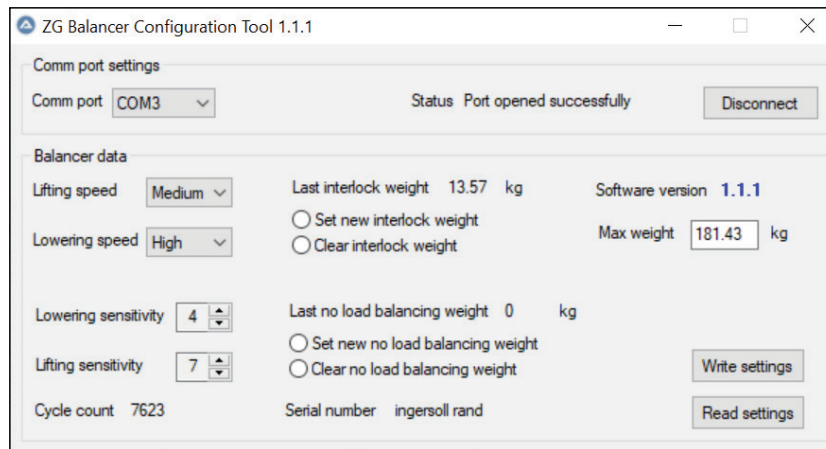 ZG Balancer Configuration Tool 1.1.1
Comm port settings
Comm port COM3 Status Port opened successfully Disconnect
Balancer data
Lifting speed Medium Last interlock weight 13.57 kg Software version 1.1.1
Set new interlock weight
Lowering speed High Clear interlock weight Max weight 181.43 kg
Lowering sensitivity 4 Last no load balancing weight 0 kg
Set new no load balancing weight
Lifting sensitivity 7 Clear no load balancing weight Write settings
Cycle count 7623 Serial number ingersoll rand Read settings